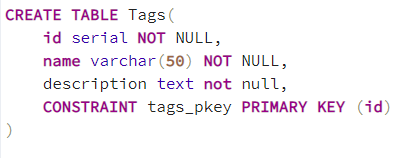 CREATE TABLE Tags(
    id serial NOT NULL,
    name varchar(50) NOT NULL,
    description text not null,
    CONSTRAINT tags_pkey PRIMARY KEY (id)
)